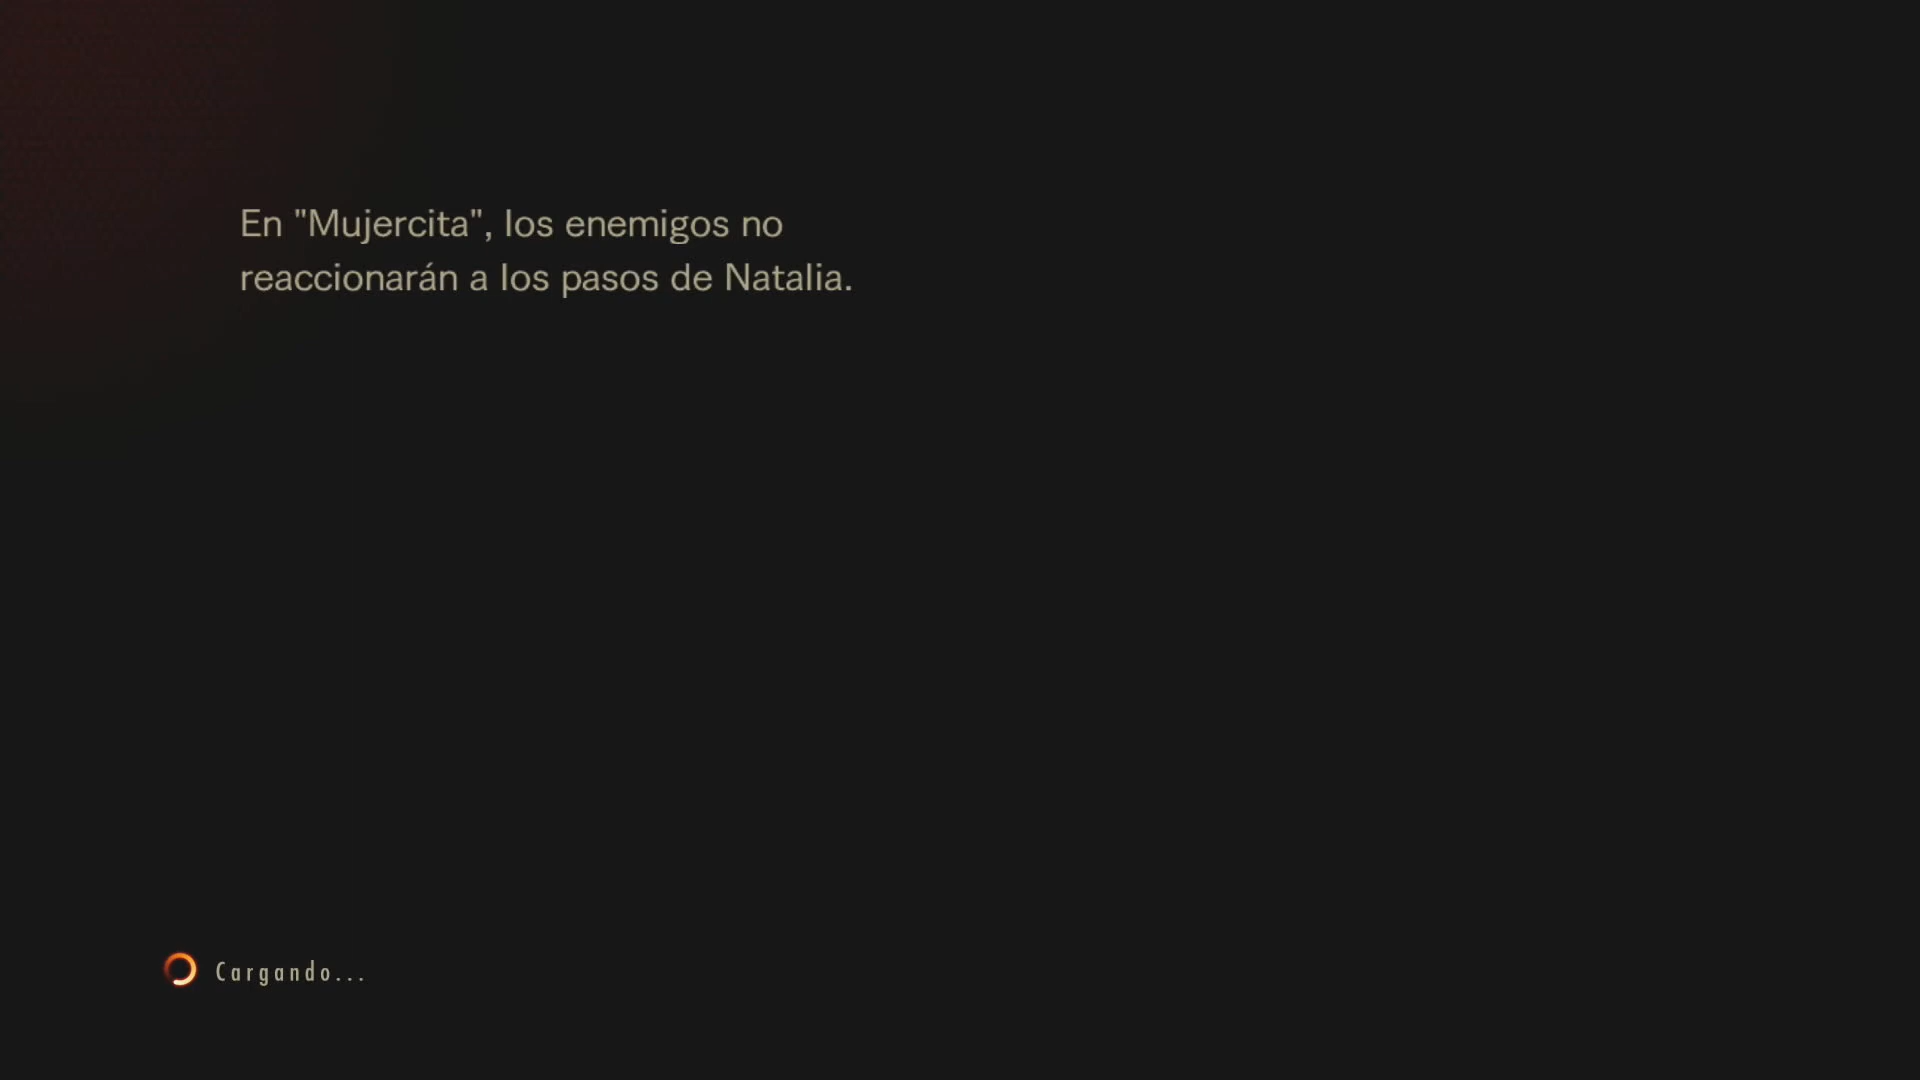 En "Mujercita", los enemigos no
reaccionarán a los pasos de Natalia.
Cargando...